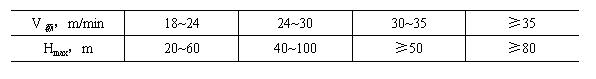 V额，m/min 18~24 24~30 30~35 ≥35
Hmax，m 20~60 40~100 ≥50 ≥80